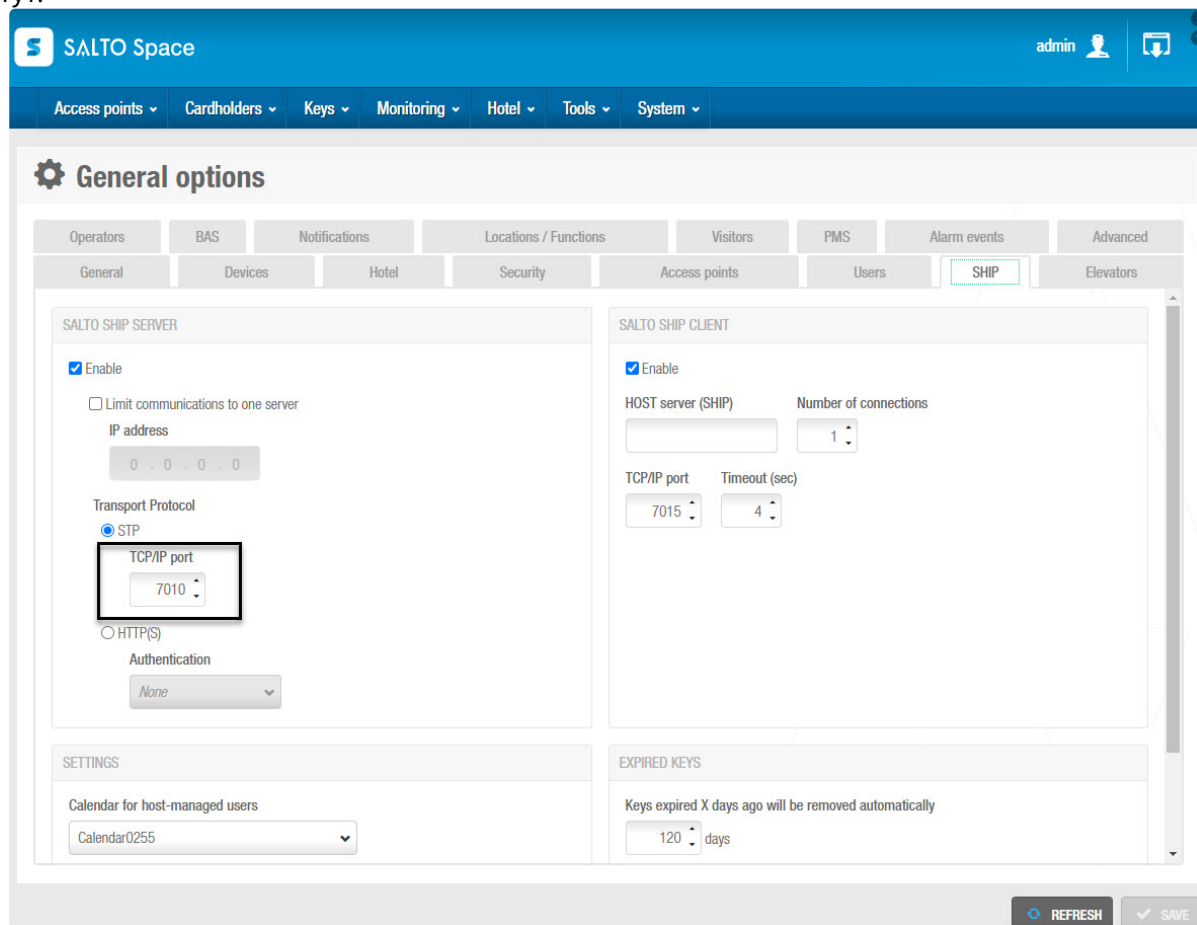 SALTO Space
admin
Access points Cardholders Keys Monitoring Hotel Tools System
General options
Operators BAS Notifications Locations / Functions Visitors PMS Alarm events Advanced
General Devices Hotel Security Access points Users SHIP Elevators
SALTO SHIP SERVER
Enable
Limit communications to one server
IP address
0 . 0 . 0 . 0
Transport Protocol
STP
TCP/IP port
7010
HTTP(S)
Authentication
None
SALTO SHIP CLIENT
Enable
HOST server (SHIP) Number of connections
1
TCP/IP port Timeout (sec)
7015 4
SETTINGS
Calendar for host-managed users
Calendar0255
EXPIRED KEYS
Keys expired X days ago will be removed automatically
120 days
REFRESH SAVE